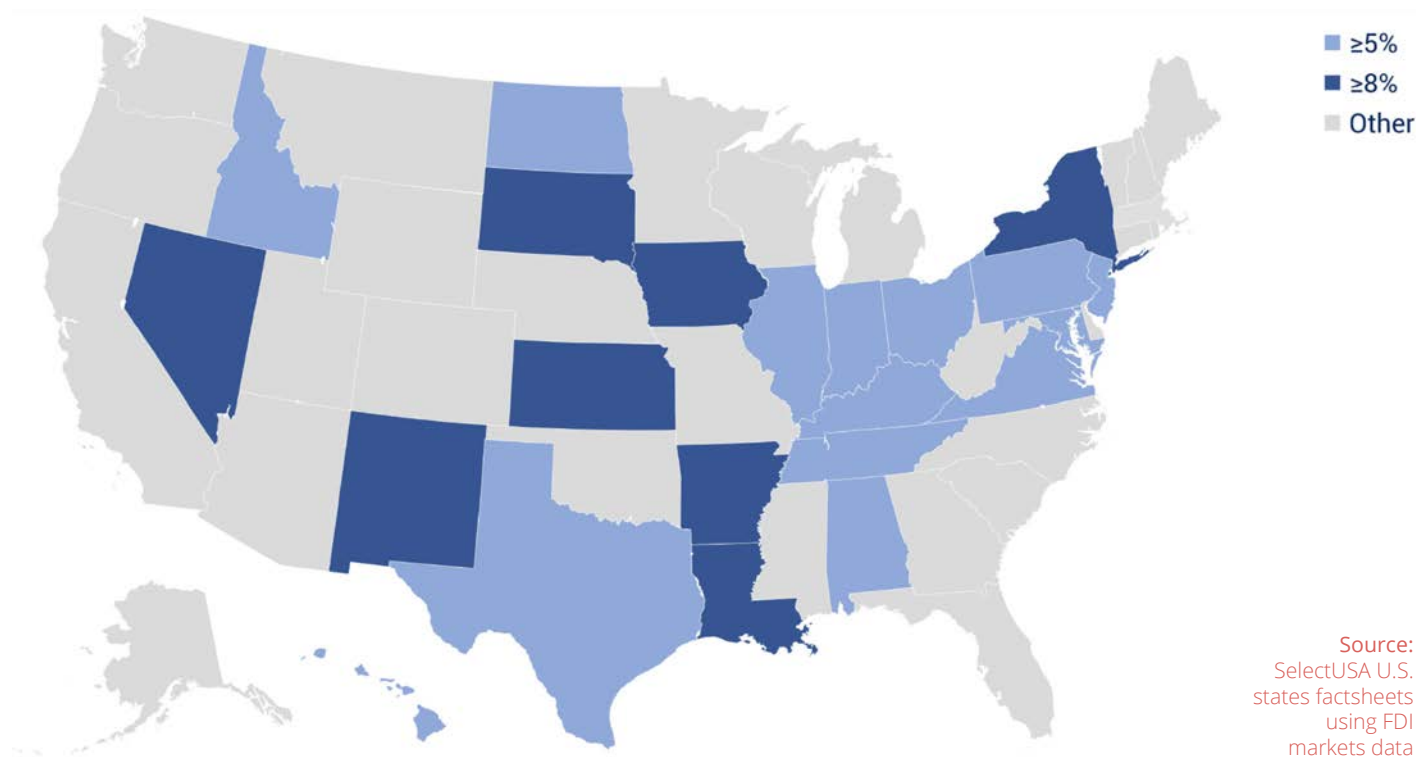 ≥5%
≥8%
Other
Source:
SelectUSA U.S.
states factsheets
using FDI
markets data